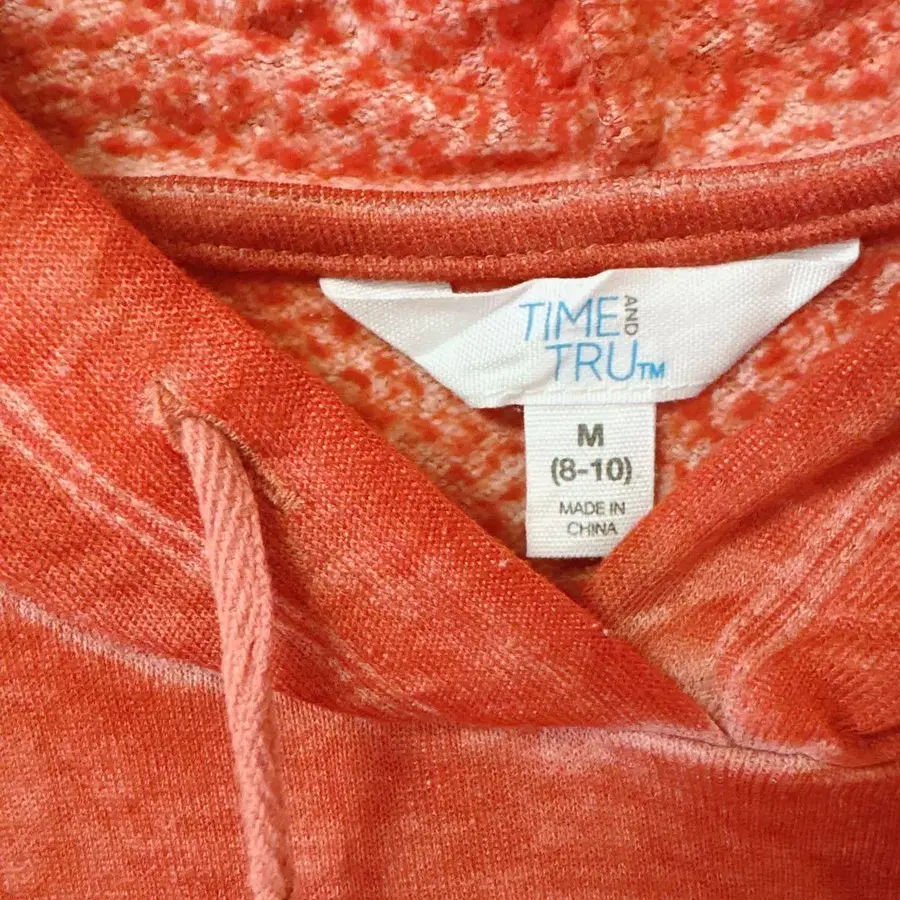 TIME AND
TRU™
M
(8-10)
MADE IN
CHINA